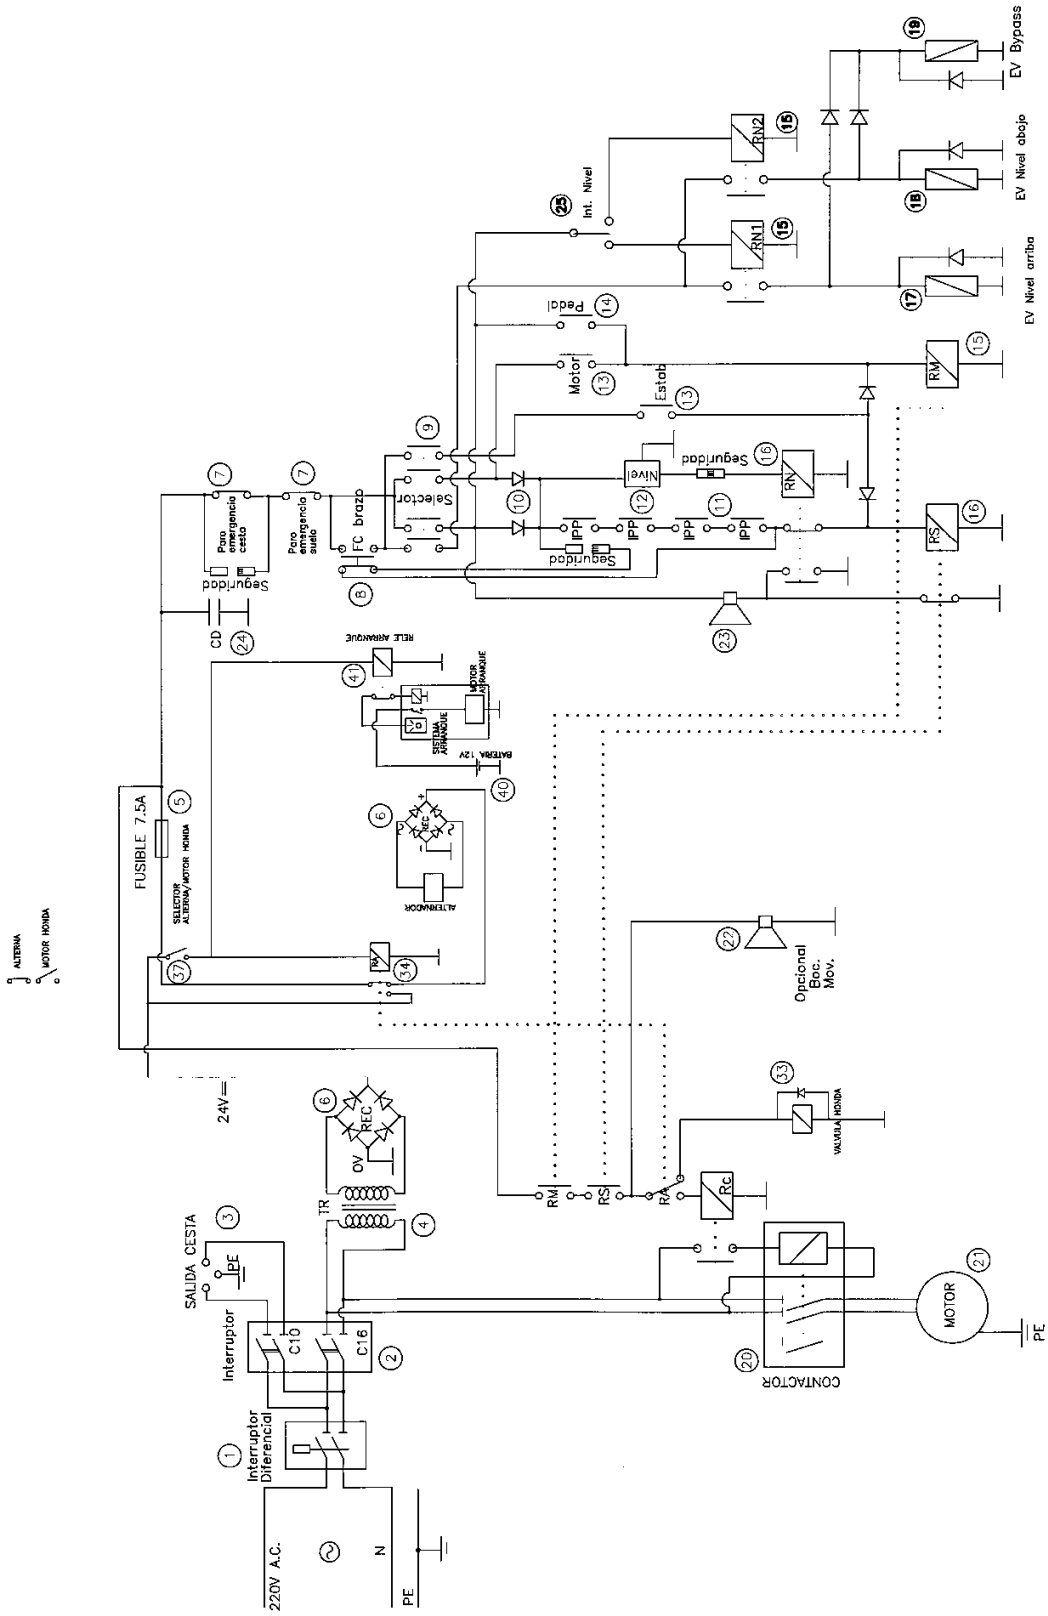 220V A.C.
N
PE
1
Interruptor
Diferencial
Interruptor
C10
C16
2
SALIDA CESTA
3
PE
TR
4
24V
0V
REC
6
ALTERNA
MOTOR HONDA
FUSIBLE 7.5A
5
SELECTOR
ALTERNA/MOTOR HONDA
37
RA
34
ALTERNADOR
REC
+
-
6
BATERIA 12V
40
SISTEMA
ARRANQUE
MOTOR
ARRANQUE
41
RELE ARRANQUE
CD
24
Paro
emergencia
cesta
7
Seguridad
Paro
emergencia
suelo
7
FC brazo
8
Selector
9
10
IPP
IPP
IPP
IPP
11
Seguridad
Nivel
12
Seguridad
RN
16
Estab
13
Motor
13
Pedal
14
25
Int. Nivel
RN1
15
RN2
15
RM
15
RS
16
23
17
EV Nivel arriba
18
EV Nivel abajo
19
EV Bypass
RM
RS
RA
Rc
22
Opcional
Boc.
Mov.
33
VALVULA HONDA
20
CONTACTOR
MOTOR
21
PE